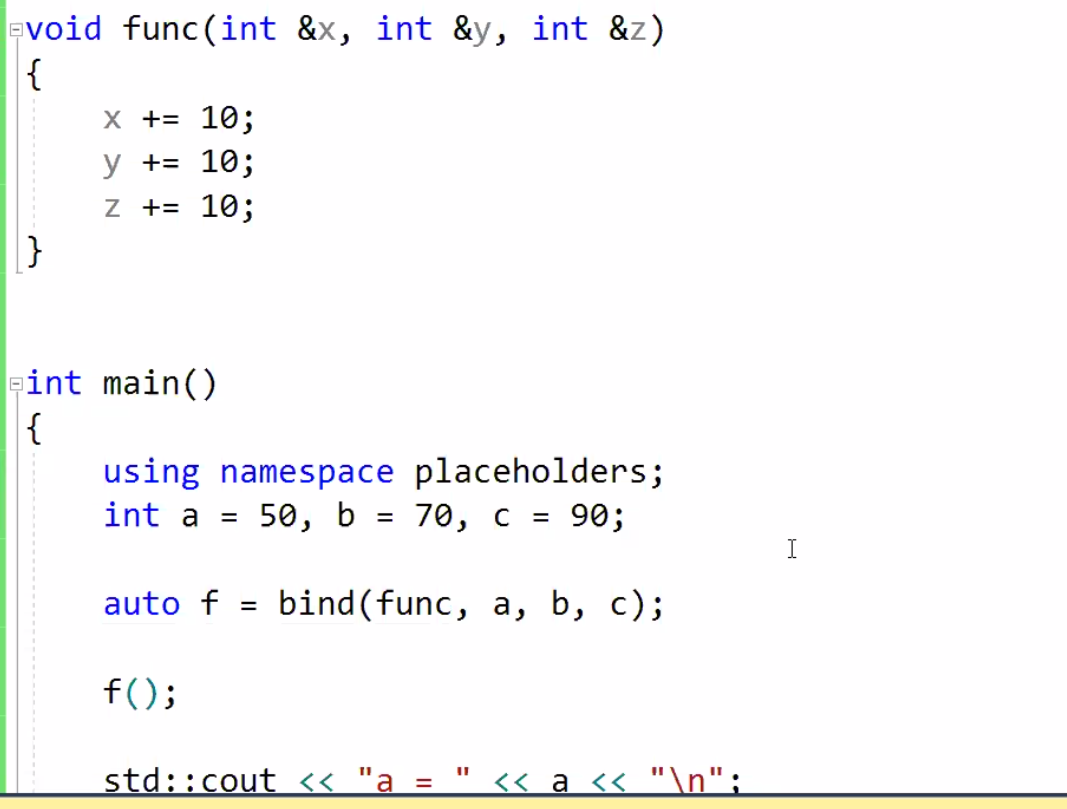 void func(int &x, int &y, int &z)
{
    x += 10;
    y += 10;
    z += 10;
}
int main()
{
    using namespace placeholders;
    int a = 50, b = 70, c = 90;
    auto f = bind(func, a, b, c);
    f();
    std::cout << "a = " << a << "\n";